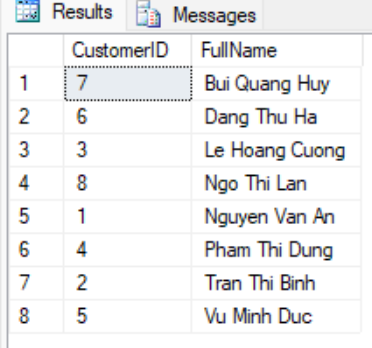 Results Messages
CustomerID FullName
1 7 Bui Quang Huy
2 6 Dang Thu Ha
3 3 Le Hoang Cuong
4 8 Ngo Thi Lan
5 1 Nguyen Van An
6 4 Pham Thi Dung
7 2 Tran Thi Binh
8 5 Vu Minh Duc